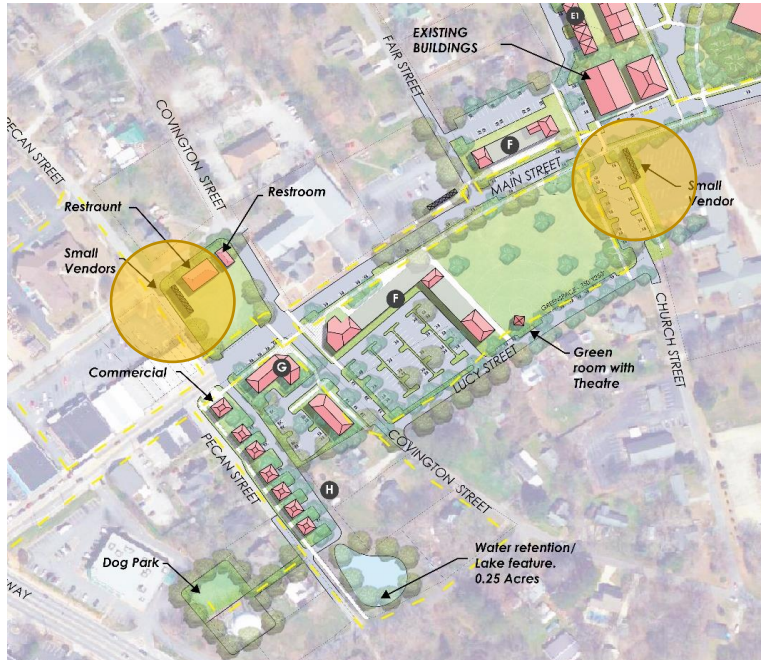 E1
EXISTING
BUILDINGS
FAIR STREET
COVINGTON STREET
PECAN STREET
F
MAIN STREET
Small
Vendor
Restroom
Restraunt
Small
Vendors
F
CHURCH STREET
LUCY STREET
Green
room with
Theatre
Commercial
G
COVINGTON STREET
PECAN STREET
H
Dog Park
Water retention/
Lake feature.
0.25 Acres
WAY